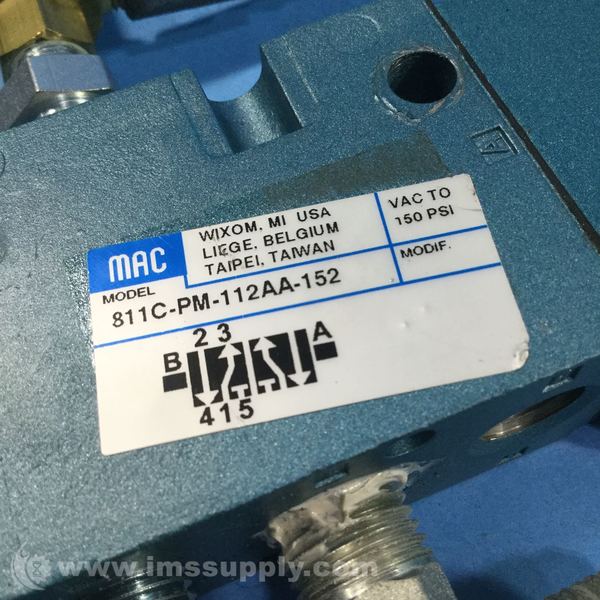 MAC
WIXOM, MI USA
LIEGE, BELGIUM
TAIPEI, TAIWAN
VAC TO
150 PSI
MODEL
811C-PM-112AA-152
MODIF.
2 3
B A
4 1 5
A
www.imssupply.com